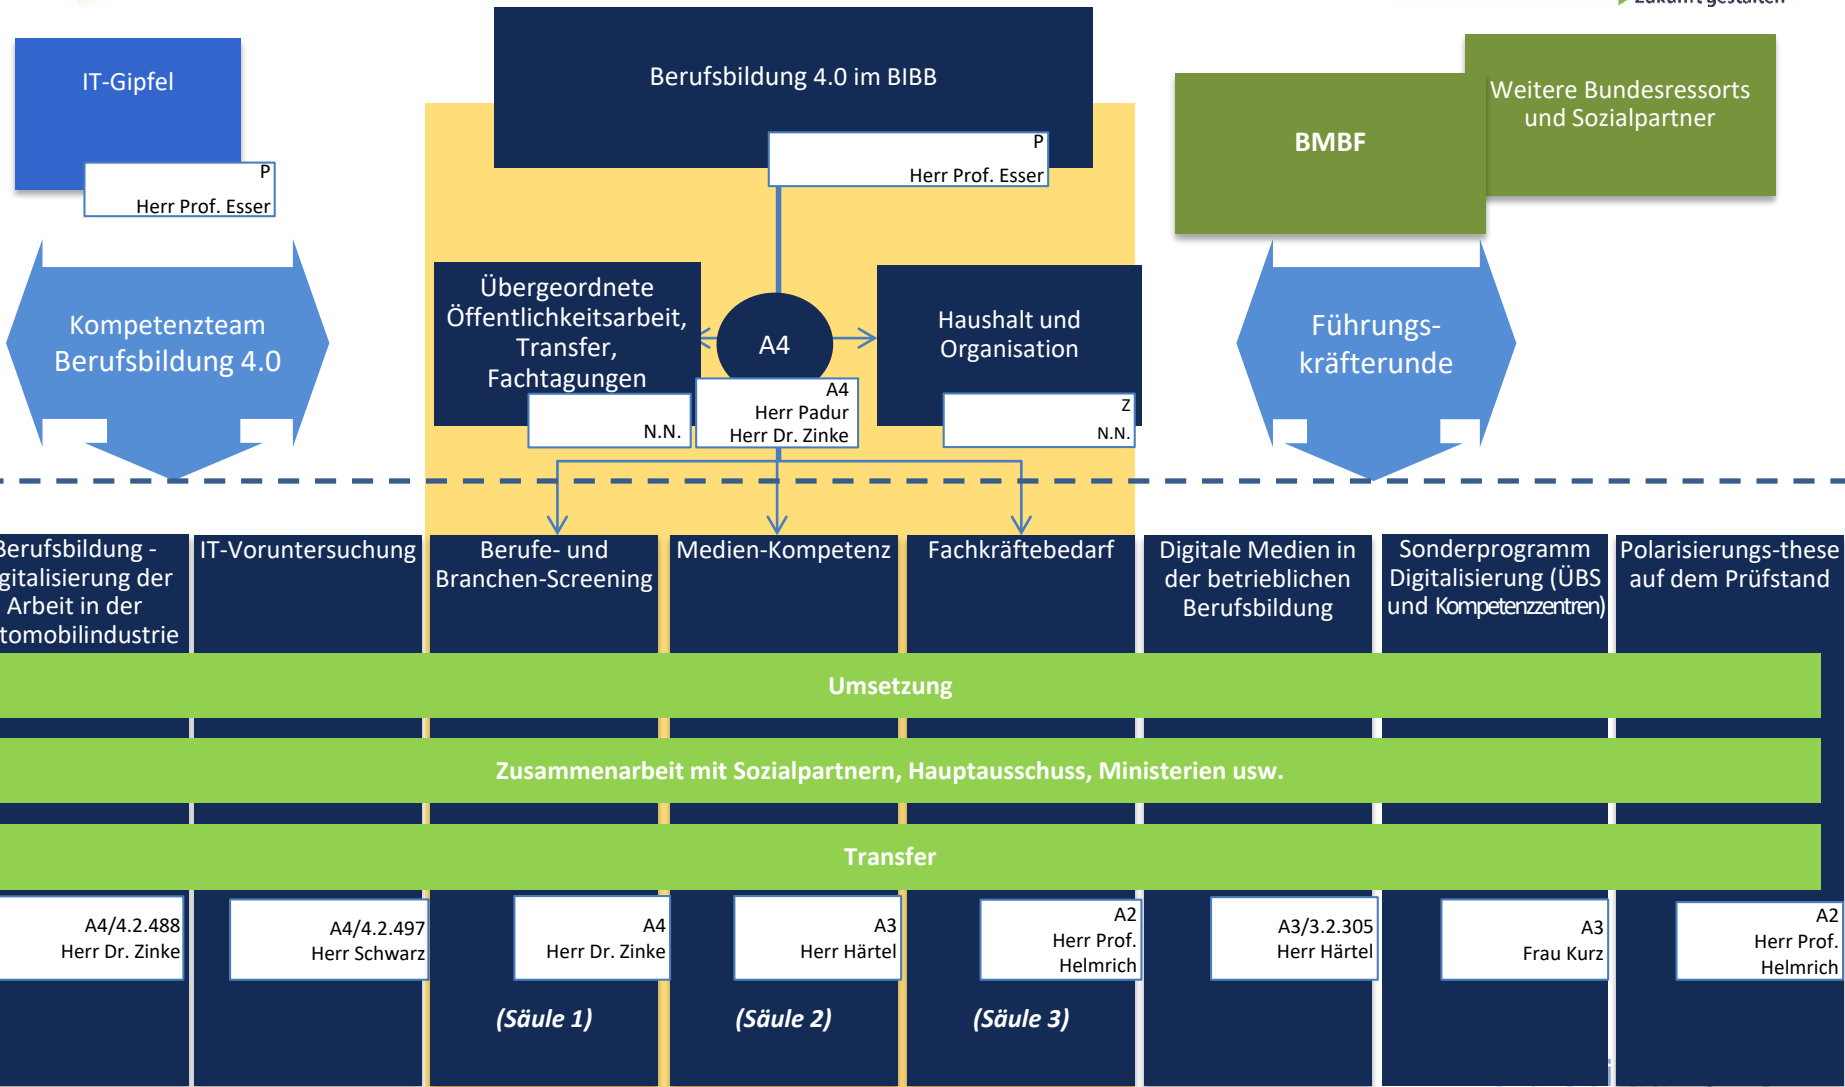 Zukunft gestalten
IT-Gipfel
P
Herr Prof. Esser
Berufsbildung 4.0 im BIBB
P
Herr Prof. Esser
BMBF
Weitere Bundesressorts
und Sozialpartner
Kompetenzteam
Berufsbildung 4.0
Übergeordnete
Öffentlichkeitsarbeit,
Transfer,
Fachtagungen
N.N.
A4
A4
Herr Padur
Herr Dr. Zinke
Haushalt und
Organisation
Z
N.N.
Führungs-
kräfterunde
Berufsbildung -
gitalisierung der
Arbeit in der
tomobilindustrie
IT-Voruntersuchung
Berufe- und
Branchen-Screening
Medien-Kompetenz
Fachkräftebedarf
Digitale Medien in
der betrieblichen
Berufsbildung
Sonderprogramm
Digitalisierung (ÜBS
und Kompetenzzentren)
Polarisierungs-these
auf dem Prüfstand
Umsetzung
Zusammenarbeit mit Sozialpartnern, Hauptausschuss, Ministerien usw.
Transfer
A4/4.2.488
Herr Dr. Zinke
A4/4.2.497
Herr Schwarz
A4
Herr Dr. Zinke
A3
Herr Härtel
A2
Herr Prof.
Helmrich
A3/3.2.305
Herr Härtel
A3
Frau Kurz
A2
Herr Prof.
Helmrich
(Säule 1)
(Säule 2)
(Säule 3)